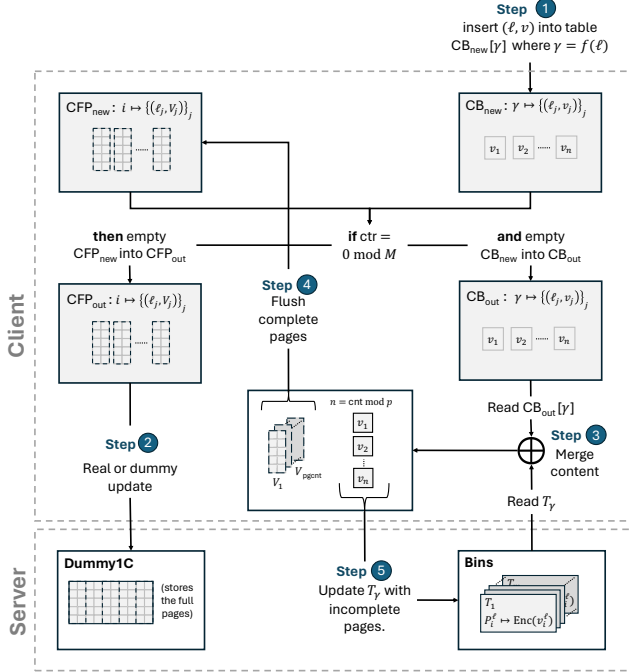 Step 1
insert (ℓ, v) into table
CB_new[γ] where γ = f(ℓ)
CFP_new: i ↦ {(ℓ_j, V_j)}_j
......
CB_new: γ ↦ {(ℓ_j, v_j)}_j
v_1 v_2 ...... v_n
then empty
CFP_new into CFP_out
if ctr =
0 mod M
and empty
CB_new into CB_out
Client
CFP_out: i ↦ {(ℓ_j, V_j)}_j
......
Step 4
Flush
complete
pages
CB_out: γ ↦ {(ℓ_j, v_j)}_j
v_1 v_2 ...... v_n
Step 2
Real or dummy
update
n = cnt mod p
v_1
v_2
⋮
v_n
V_1
V_pgcnt
Read CB_out[γ]
Step 3
Merge
content
Read T_γ
Server
Dummy1C
(stores
the full
pages)
Step 5
Update T_γ with
incomplete
pages.
Bins
T_1
P_i^ℓ ↦ Enc(v_i^ℓ)